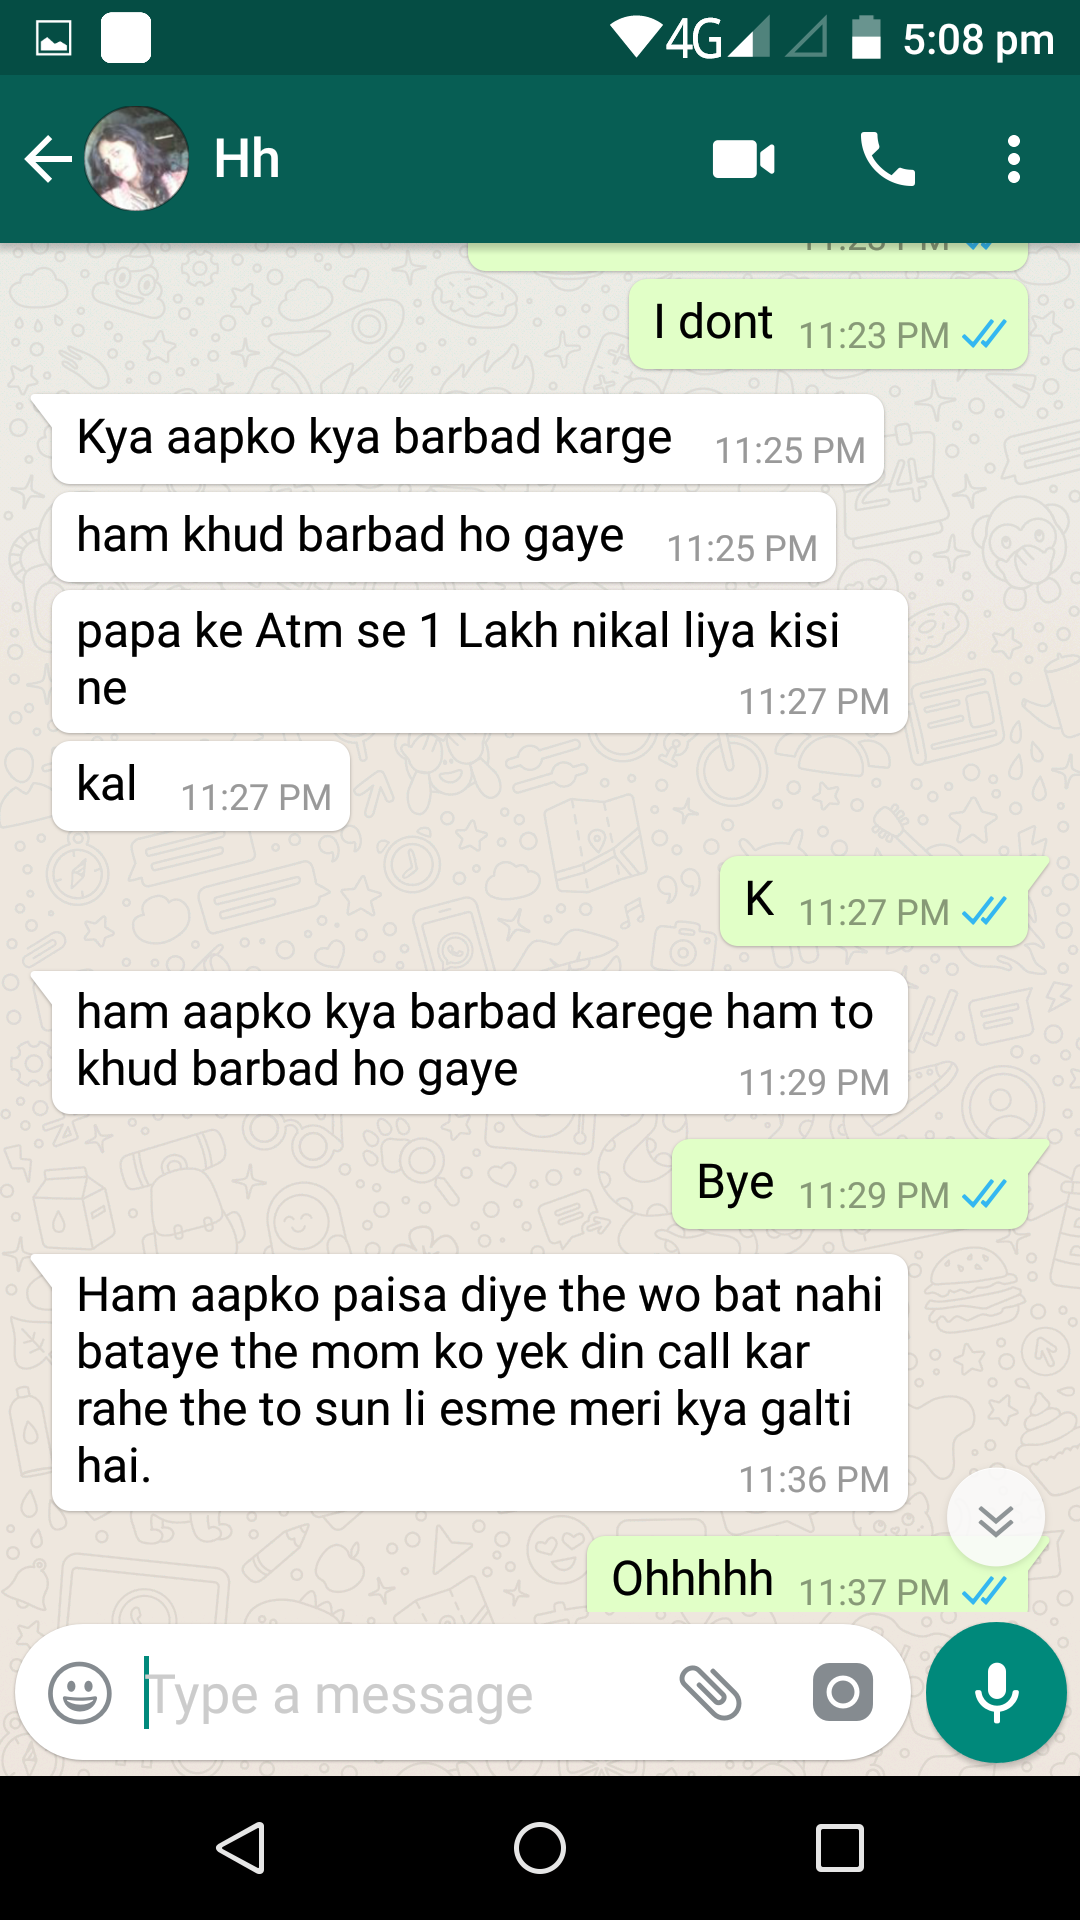 4G 5:08 pm
Hh
11:23 PM
I dont 11:23 PM
Kya aapko kya barbad karge 11:25 PM
ham khud barbad ho gaye 11:25 PM
papa ke Atm se 1 Lakh nikal liya kisi
ne 11:27 PM
kal 11:27 PM
K 11:27 PM
ham aapko kya barbad karege ham to
khud barbad ho gaye 11:29 PM
Bye 11:29 PM
Ham aapko paisa diye the wo bat nahi
bataye the mom ko yek din call kar
rahe the to sun li esme meri kya galti
hai. 11:36 PM
Ohhhhh 11:37 PM
Type a message